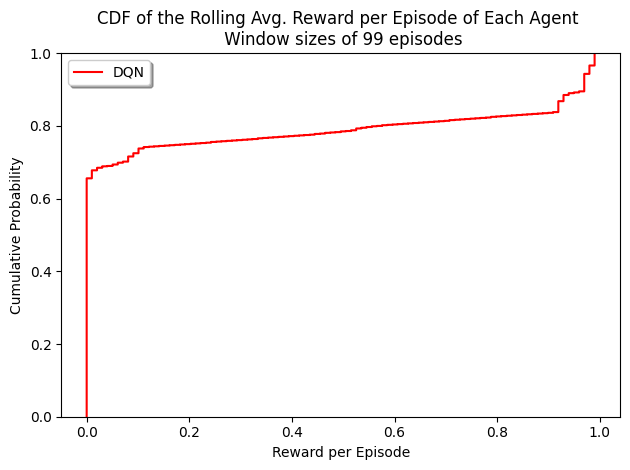 CDF of the Rolling Avg. Reward per Episode of Each Agent
Window sizes of 99 episodes
DQN
Cumulative Probability
1.0
0.8
0.6
0.4
0.2
0.0
0.0 0.2 0.4 0.6 0.8 1.0
Reward per Episode